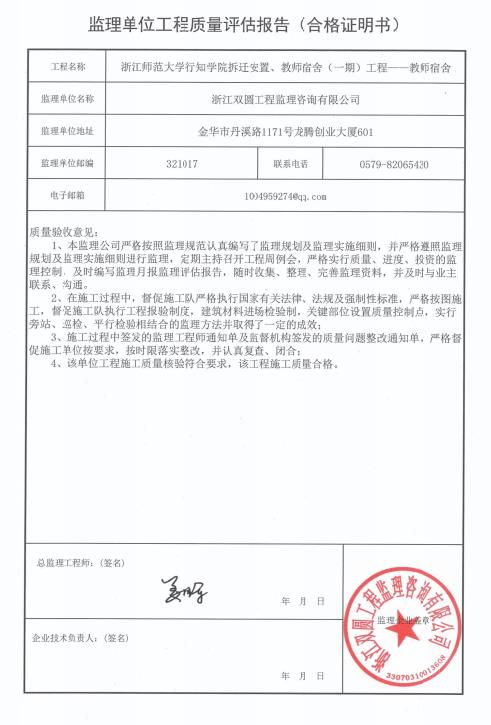 监理单位工程质量评估报告（合格证明书）
工程名称 浙江师范大学行知学院拆迁安置、教师宿舍（一期）工程——教师宿舍
监理单位名称 浙江双圆工程监理咨询有限公司
监理单位地址 金华市丹溪路1171号龙腾创业大厦601
监理单位邮编 321017 联系电话 0579-82065430
电子邮箱 1004959274@qq.com
质量验收意见：
1、本监理公司严格按照监理规范认真编写了监理规划及监理实施细则，并严格遵照监理
规划及监理实施细则进行监理，定期主持召开工程周例会，严格实行质量、进度、投资的监
理控制．及时编写监理月报监理评估报告，随时收集、整理、完善监理资料，并及时与业主
联系、沟通。
2、在施工过程中，督促施工队严格执行国家有关法律、法规及强制性标准，严格按图施
工，督促施工队执行工程报验制度，建筑材料进场检验制，关键部位设置质量控制点，实行
旁站、巡检、平行检验相结合的监理方法并取得了一定的成效；
3、施工过程中签发的监理工程师通知单及监督机构签发的质量问题整改通知单，严格督
促施工单位按要求，按时限落实整改，并认真复查、闭合；
4、该单位工程施工质量核验符合要求，该工程施工质量合格。
总监理工程师：(签名)
年 月 日
监理企业盖章
浙江双圆工程监理咨询有限公司
33070310013608
企业技术负责人：(签名)
年 月 日